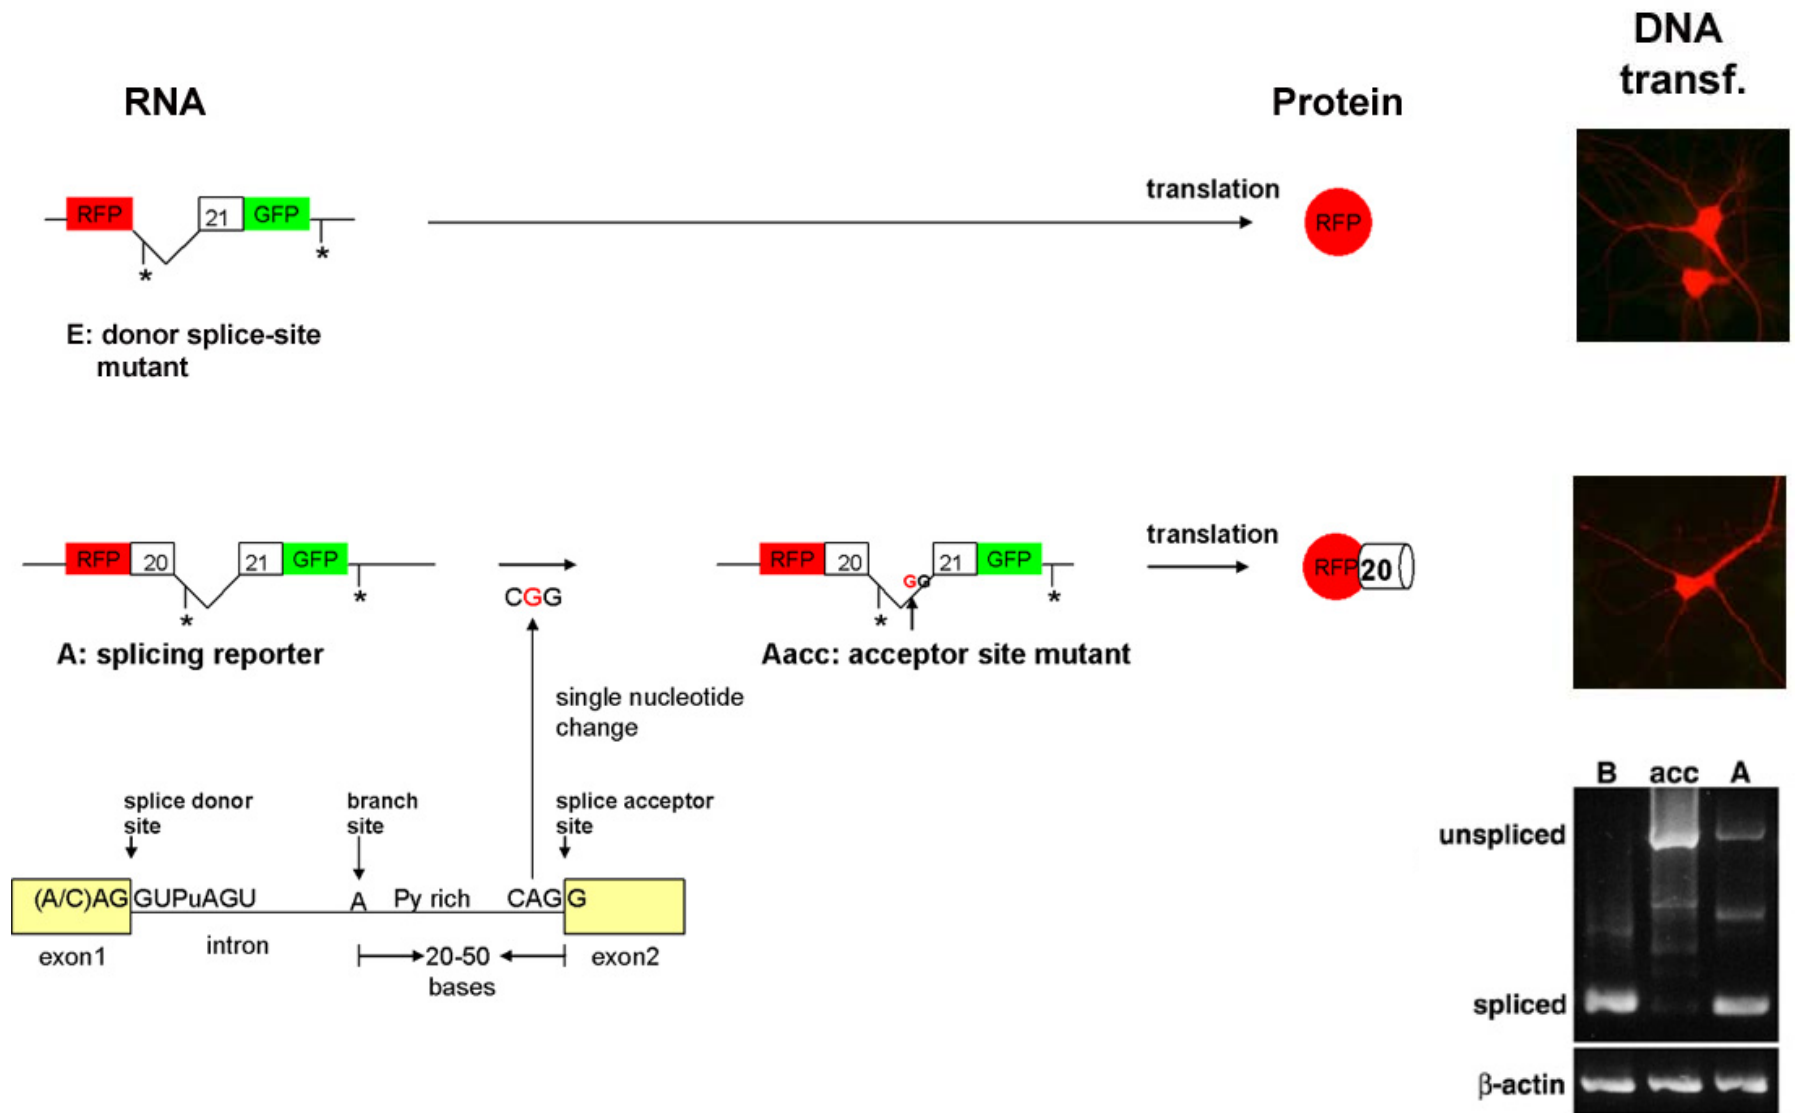 RNA
Protein
DNA
transf.
RFP
21
GFP
*
*
translation
RFP
E: donor splice-site
mutant
RFP
20
21
GFP
*
*
CGG
RFP
20
GG
21
GFP
*
*
translation
RFP
20
A: splicing reporter
Aacc: acceptor site mutant
single nucleotide
change
splice donor
site
branch
site
splice acceptor
site
(A/C)AG
GUPuAGU
A
Py rich
CAG
G
exon1
intron
20-50
bases
exon2
B acc A
unspliced
spliced
β-actin